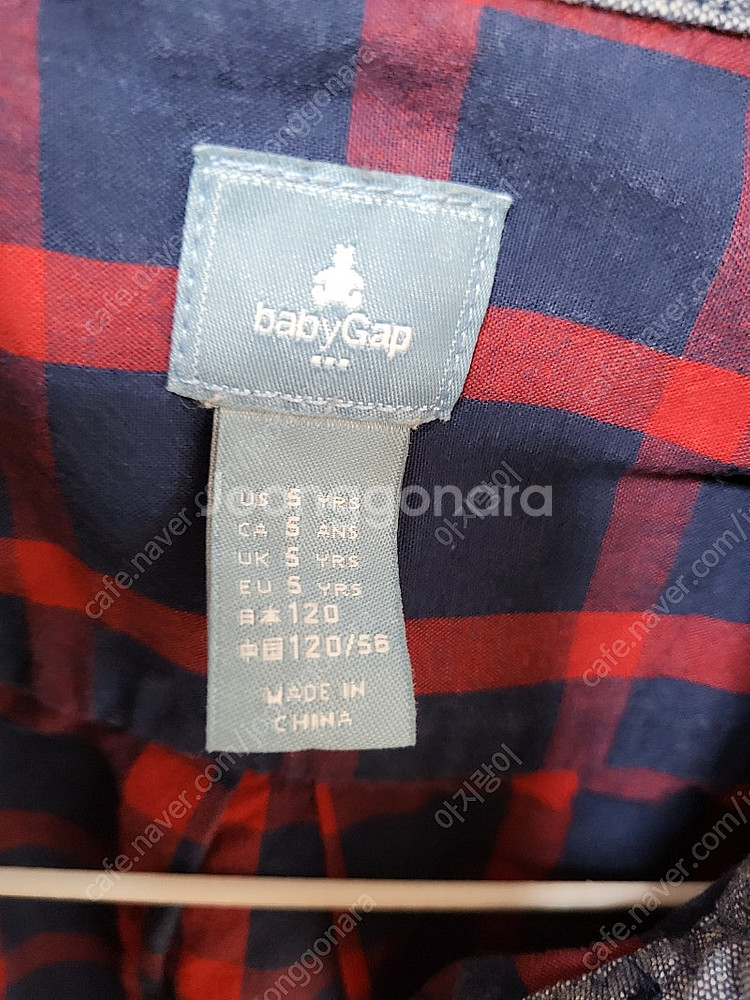 babyGap
US 5 YRS
CA 5 ANS
UK 5 YRS
EU 5 YRS
日本 120
中国 120/56
MADE IN
CHINA
Joonggonara
아지랑이
cafe.naver
joonggonara